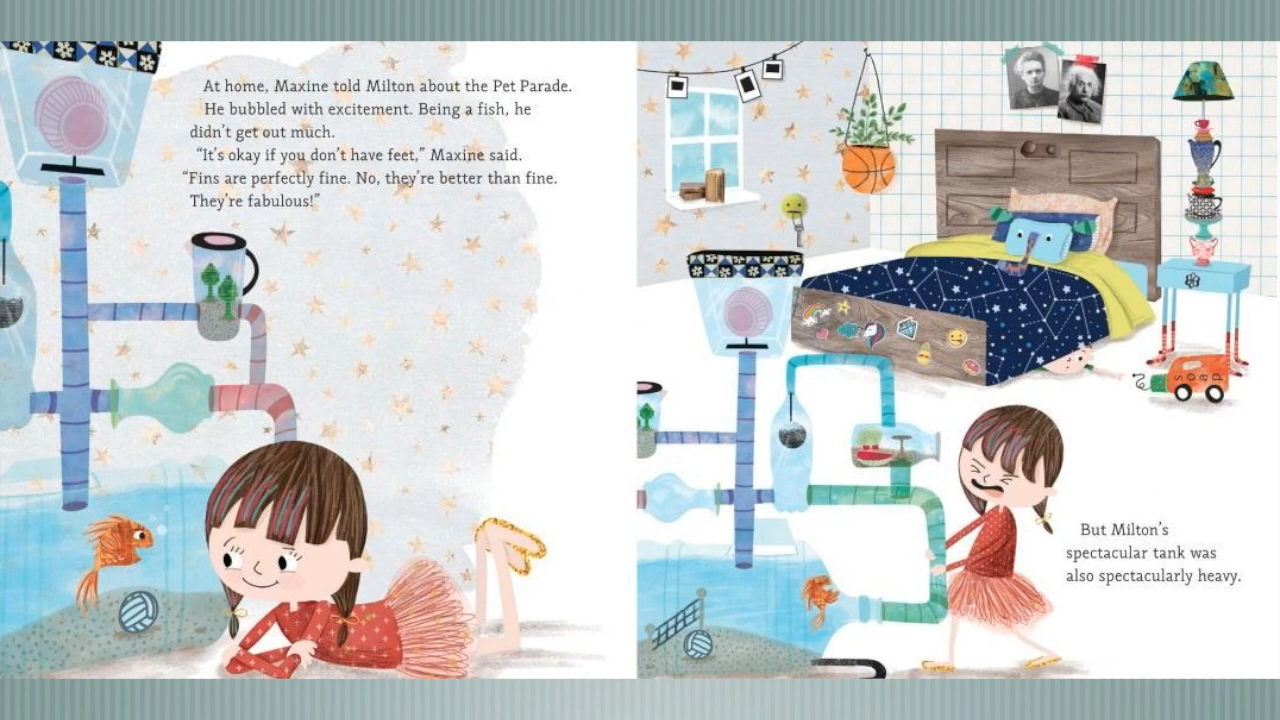 At home, Maxine told Milton about the Pet Parade.
He bubbled with excitement. Being a fish, he
didn’t get out much.
“It’s okay if you don’t have feet,” Maxine said.
“Fins are perfectly fine. No, they’re better than fine.
They’re fabulous!”
soap
But Milton’s
spectacular tank was
also spectacularly heavy.